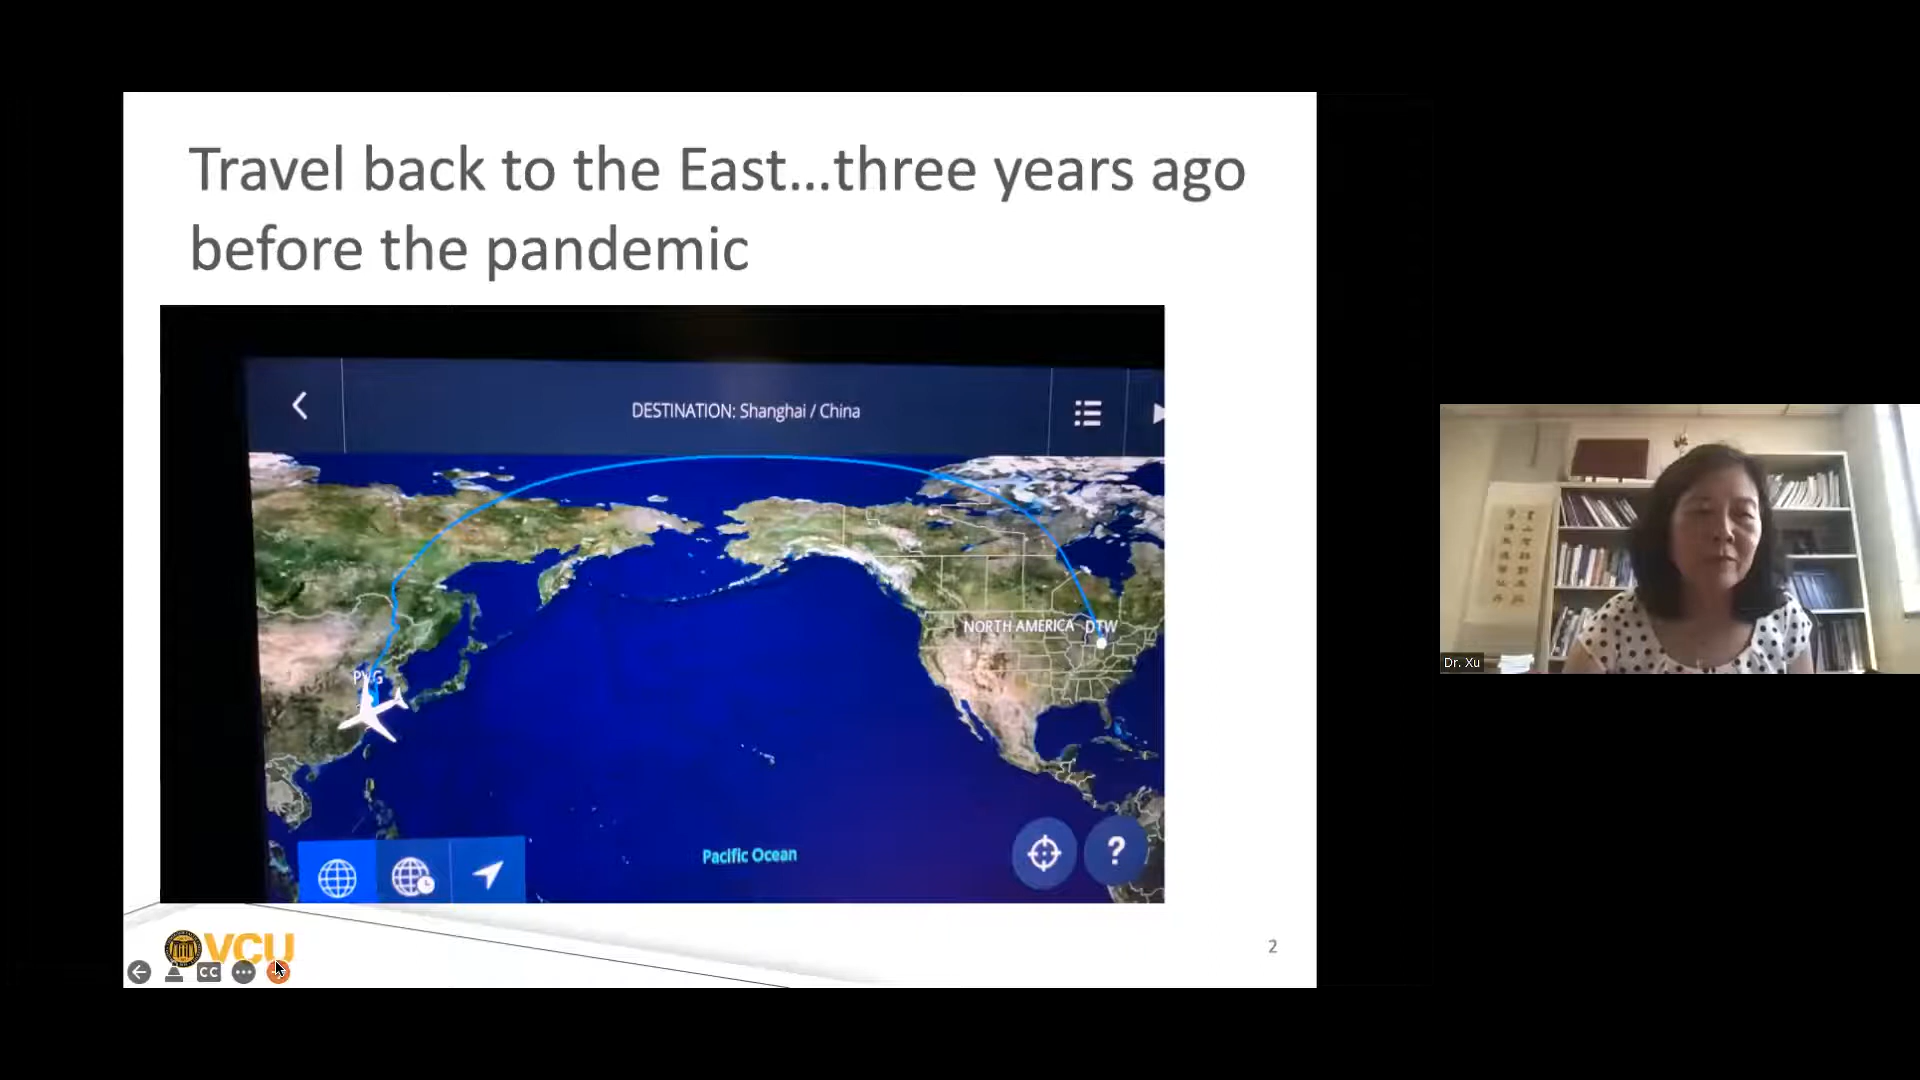 Travel back to the East...three years ago
before the pandemic
DESTINATION: Shanghai / China
NORTH AMERICA DTW
PVG
Pacific Ocean
?
VCU
CC
2
Dr. Xu